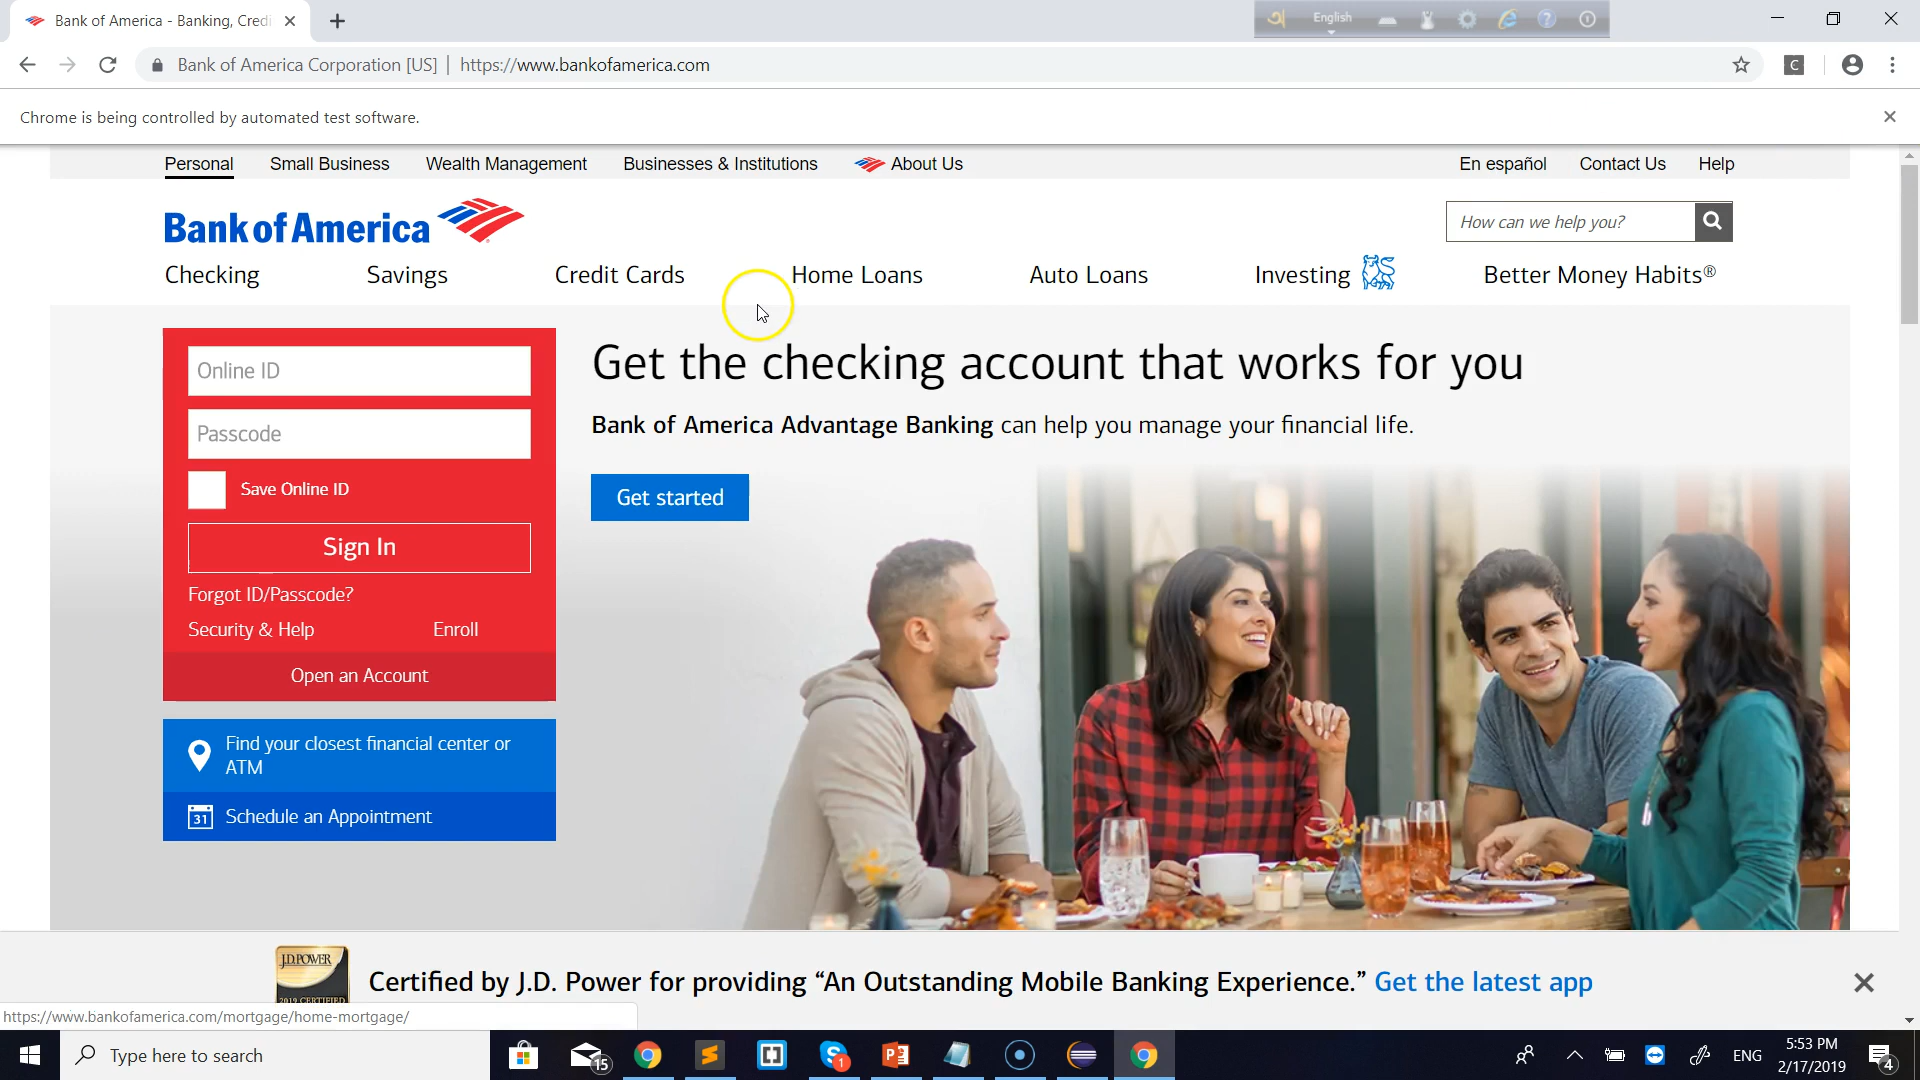 Bank of America - Banking, Credi
English
Bank of America Corporation [US] | https://www.bankofamerica.com
C
Chrome is being controlled by automated test software.
Personal Small Business Wealth Management Businesses & Institutions About Us En español Contact Us Help
Bank of America
How can we help you?
Checking Savings Credit Cards Home Loans Auto Loans Investing Better Money Habits®
Online ID
Passcode
Save Online ID
Sign In
Forgot ID/Passcode?
Security & Help Enroll
Open an Account
Find your closest financial center or
ATM
31 Schedule an Appointment
Get the checking account that works for you
Bank of America Advantage Banking can help you manage your financial life.
Get started
J.D.POWER
2019 CERTIFIED
Certified by J.D. Power for providing “An Outstanding Mobile Banking Experience.” Get the latest app
https://www.bankofamerica.com/mortgage/home-mortgage/
Type here to search
15
1
ENG
5:53 PM
2/17/2019
4